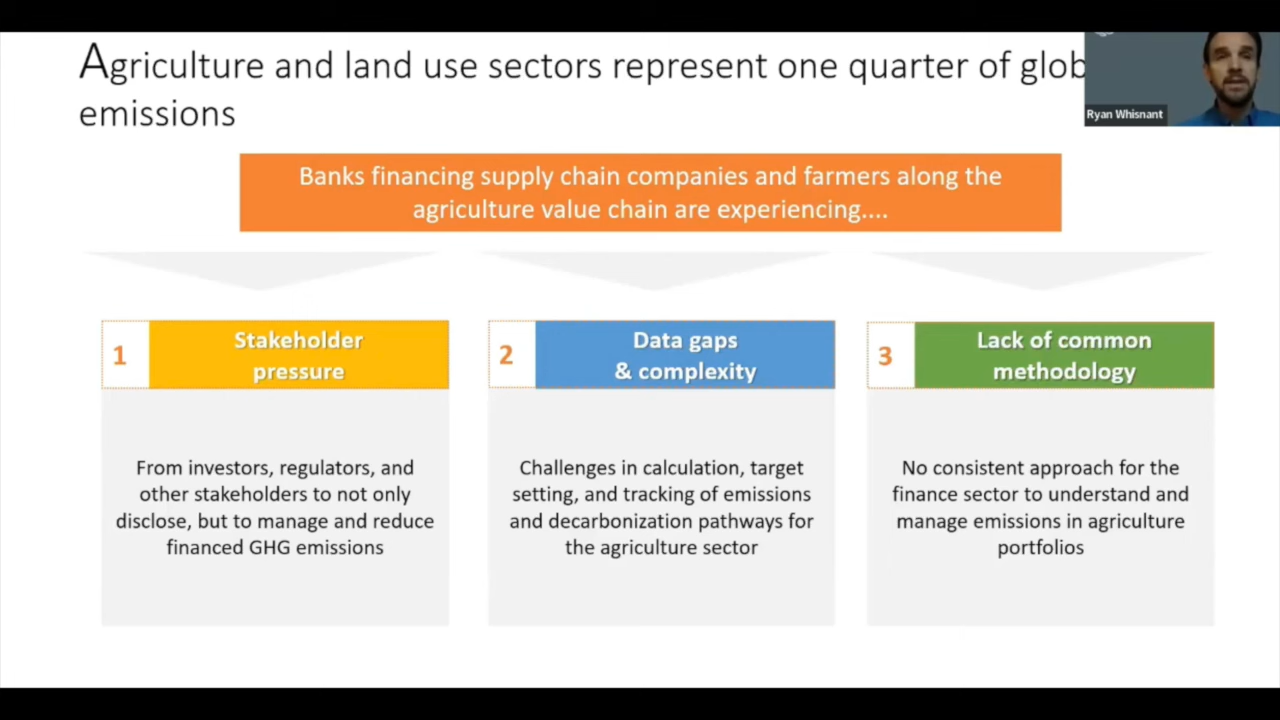 Agriculture and land use sectors represent one quarter of glob
emissions
Ryan Whisnant
Banks financing supply chain companies and farmers along the
agriculture value chain are experiencing....
1
Stakeholder
pressure
From investors, regulators, and
other stakeholders to not only
disclose, but to manage and reduce
financed GHG emissions
2
Data gaps
& complexity
Challenges in calculation, target
setting, and tracking of emissions
and decarbonization pathways for
the agriculture sector
3
Lack of common
methodology
No consistent approach for the
finance sector to understand and
manage emissions in agriculture
portfolios